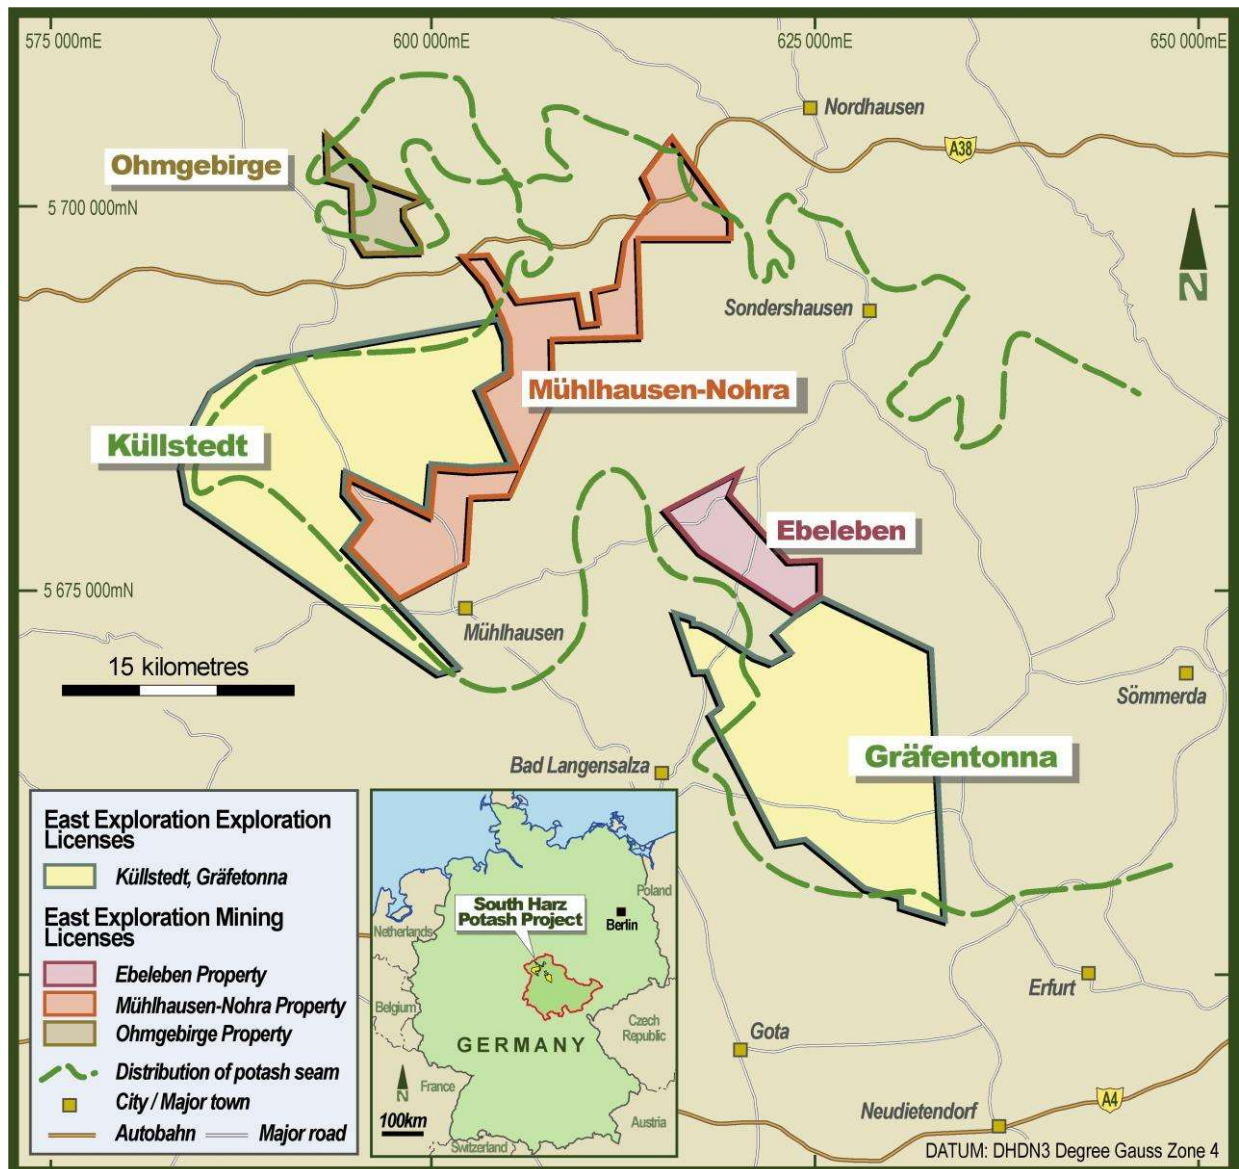 575 000mE
600 000mE
625 000mE
650 000mE
Nordhausen
A38
Ohmgebirge
5 700 000mN
N
Sondershausen
Mühlhausen-Nohra
Küllstedt
Ebeleben
5 675 000mN
Mühlhausen
15 kilometres
Sömmerda
Gräfentonna
Bad Langensalza
East Exploration Exploration
Licenses
Küllstedt, Gräfetonna
East Exploration Mining
Licenses
Ebeleben Property
Mühlhausen-Nohra Property
Ohmgebirge Property
Distribution of potash seam
City / Major town
Autobahn
Major road
South Harz
Potash Project
Poland
Berlin
Netherlands
Belgium
Czech
Republic
GERMANY
N
France
100km
Austria
Switzerland
Erfurt
Gota
Neudietendorf
A4
DATUM: DHDN3 Degree Gauss Zone 4